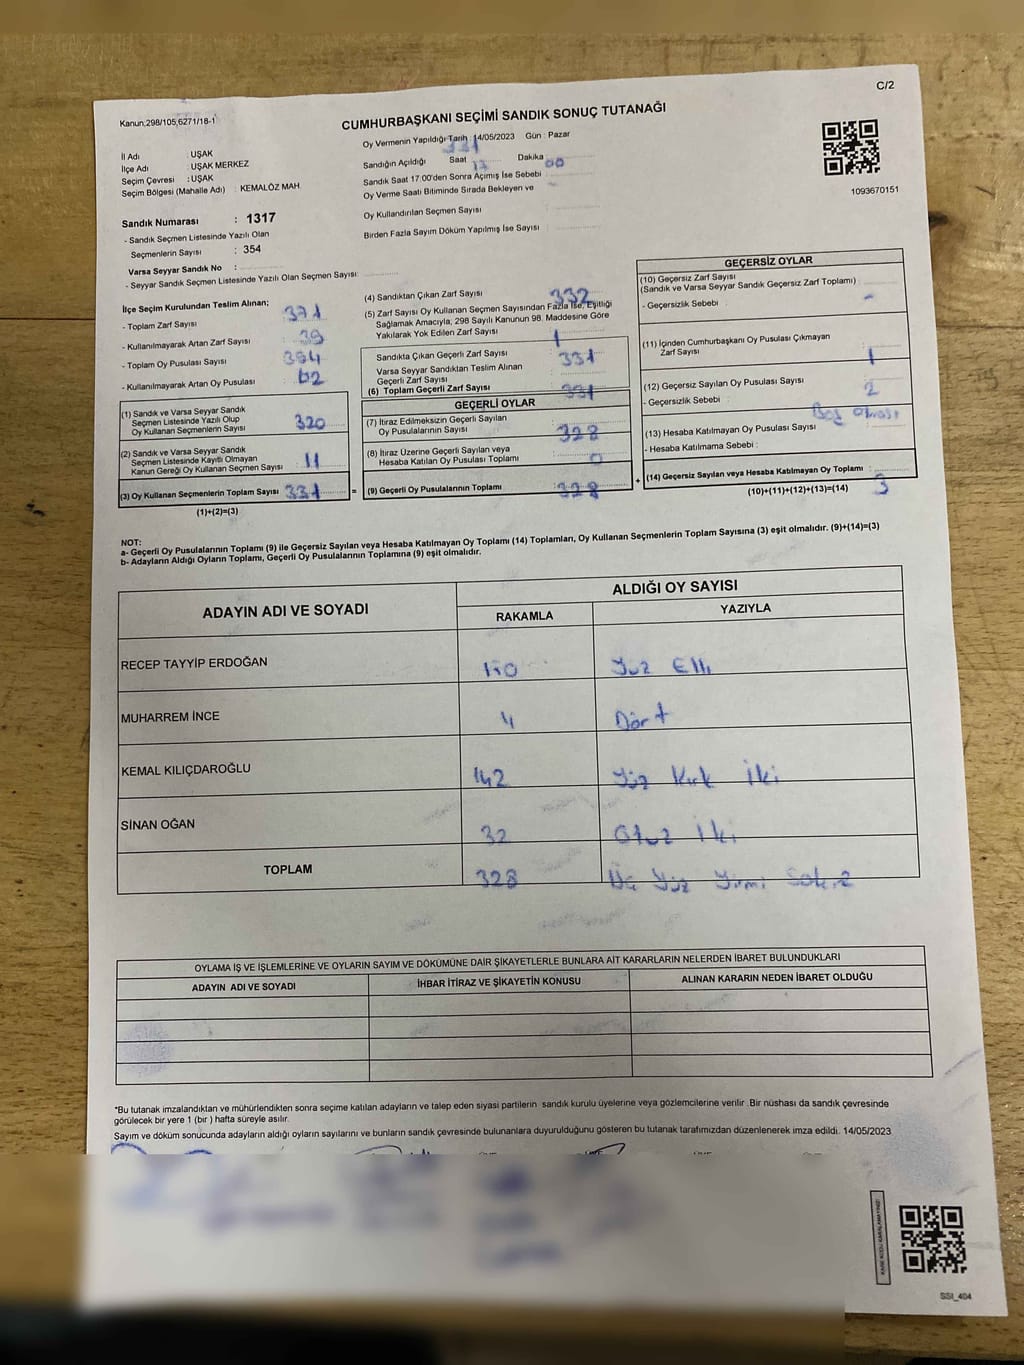 C/2
Kanun,298/105,6271/18-1
CUMHURBAŞKANI SEÇİMİ SANDIK SONUÇ TUTANAĞI
İl Adı : UŞAK
İlçe Adı : UŞAK MERKEZ
Seçim Çevresi : UŞAK
Seçim Bölgesi (Mahalle Adı) : KEMALÖZ MAH.
Sandık Numarası : 1317
- Sandık Seçmen Listesinde Yazılı Olan
Seçmenlerin Sayısı : 354
Varsa Seyyar Sandık No :
- Seyyar Sandık Seçmen Listesinde Yazılı Olan Seçmen Sayısı:
Oy Vermenin Yapıldığı Tarih : 14/05/2023 Gün : Pazar
331
Sandığın Açıldığı Saat 17 Dakika 00
Sandık Saat 17.00'den Sonra Açımış İse Sebebi :
Oy Verme Saati Bitiminde Sırada Bekleyen ve
Oy Kullandırılan Seçmen Sayısı :
Birden Fazla Sayım Döküm Yapılmış İse Sayısı :
1093670151
İlçe Seçim Kurulundan Teslim Alınan;
- Toplam Zarf Sayısı : 371
- Kullanılmayarak Artan Zarf Sayısı : 39
- Toplam Oy Pusulası Sayısı : 394
- Kullanılmayarak Artan Oy Pusulası : 62
(1) Sandık ve Varsa Seyyar Sandık
Seçmen Listesinde Yazılı Olup
Oy Kullanan Seçmenlerin Sayısı : 320
(2) Sandık ve Varsa Seyyar Sandık
Seçmen Listesinde Kayıtlı Olmayan
Kanun Gereği Oy Kullanan Seçmen Sayısı : 11
(3) Oy Kullanan Seçmenlerin Toplam Sayısı : 331
(1)+(2)=(3)
=
(4) Sandıktan Çıkan Zarf Sayısı : 332
(5) Zarf Sayısı Oy Kullanan Seçmen Sayısından Fazla İse, Eşitliği
Sağlamak Amacıyla, 298 Sayılı Kanunun 98. Maddesine Göre
Yakılarak Yok Edilen Zarf Sayısı : 1
Sandıkta Çıkan Geçerli Zarf Sayısı : 331
Varsa Seyyar Sandıktan Teslim Alınan
Geçerli Zarf Sayısı :
(6) Toplam Geçerli Zarf Sayısı : 331
GEÇERLİ OYLAR
(7) İtiraz Edilmeksizin Geçerli Sayılan
Oy Pusulalarının Sayısı : 328
(8) İtiraz Üzerine Geçerli Sayılan veya
Hesaba Katılan Oy Pusulası Toplamı : 0
(9) Geçerli Oy Pusulalarının Toplamı : 328
+
GEÇERSİZ OYLAR
(10) Geçersiz Zarf Sayısı
(Sandık ve Varsa Seyyar Sandık Geçersiz Zarf Toplamı) :
- Geçersizlik Sebebi : -
(11) İçinden Cumhurbaşkanı Oy Pusulası Çıkmayan
Zarf Sayısı : 1
(12) Geçersiz Sayılan Oy Pusulası Sayısı : 2
- Geçersizlik Sebebi : Boş olması
(13) Hesaba Katılmayan Oy Pusulası Sayısı :
- Hesaba Katılmama Sebebi :
(14) Geçersiz Sayılan veya Hesaba Katılmayan Oy Toplamı : 3
(10)+(11)+(12)+(13)=(14)
NOT:
a- Geçerli Oy Pusulalarının Toplamı (9) ile Geçersiz Sayılan veya Hesaba Katılmayan Oy Toplamı (14) Toplamları, Oy Kullanan Seçmenlerin Toplam Sayısına (3) eşit olmalıdır. (9)+(14)=(3)
b- Adayların Aldığı Oyların Toplamı, Geçerli Oy Pusulalarının Toplamına (9) eşit olmalıdır.
ADAYIN ADI VE SOYADI ALDIĞI OY SAYISI
RAKAMLA YAZIYLA
RECEP TAYYİP ERDOĞAN 150 Yüz Elli
MUHARREM İNCE 4 Dört
KEMAL KILIÇDAROĞLU 142 Yüz Kırk İki
SİNAN OĞAN 32 Otuz İki
TOPLAM 328 Üç Yüz Yirmi Sekiz
OYLAMA İŞ VE İŞLEMLERİNE VE OYLARIN SAYIM VE DÖKÜMÜNE DAİR ŞİKAYETLERLE BUNLARA AİT KARARLARIN NELERDEN İBARET BULUNDUKLARI
ADAYIN ADI VE SOYADI İHBAR İTİRAZ VE ŞİKAYETİN KONUSU ALINAN KARARIN NEDEN İBARET OLDUĞU
*Bu tutanak imzalandıktan ve mühürlendikten sonra seçime katılan adayların ve talep eden siyasi partilerin sandık kurulu üyelerine veya gözlemcilerine verilir .Bir nüshası da sandık çevresinde
görülecek bir yere 1 (bir ) hafta süreyle asılır.
Sayım ve döküm sonucunda adayların aldığı oyların sayılarını ve bunların sandık çevresinde bulunanlara duyurulduğunu gösteren bu tutanak tarafımızdan düzenlenerek imza edildi. 14/05/2023
KARE KODU KARALAMAYINIZ!
SSI_404